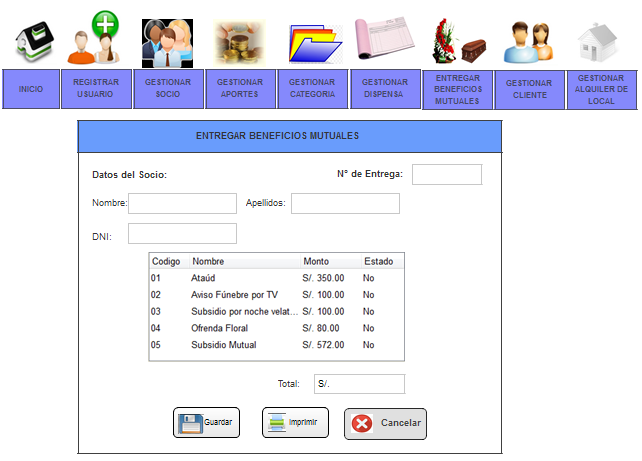 INICIO
REGISTRAR
USUARIO
GESTIONAR
SOCIO
GESTIONAR
APORTES
GESTIONAR
CATEGORIA
GESTIONAR
DISPENSA
ENTREGAR
BENEFICIOS
MUTUALES
GESTIONAR
CLIENTE
GESTIONAR
ALQUILER DE
LOCAL
ENTREGAR BENEFICIOS MUTUALES
Datos del Socio: N° de Entrega:
Nombre: Apellidos:
DNI:
Codigo Nombre Monto Estado
01 Ataúd S/. 350.00 No
02 Aviso Fúnebre por TV S/. 100.00 No
03 Subsidio por noche velat... S/. 100.00 No
04 Ofrenda Floral S/. 80.00 No
05 Subsidio Mutual S/. 572.00 No
Total: S/.
Guardar Imprimir Cancelar